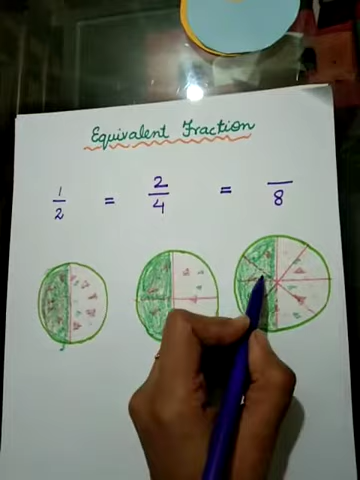 Equivalent Fraction
1/2 = 2/4 = /8